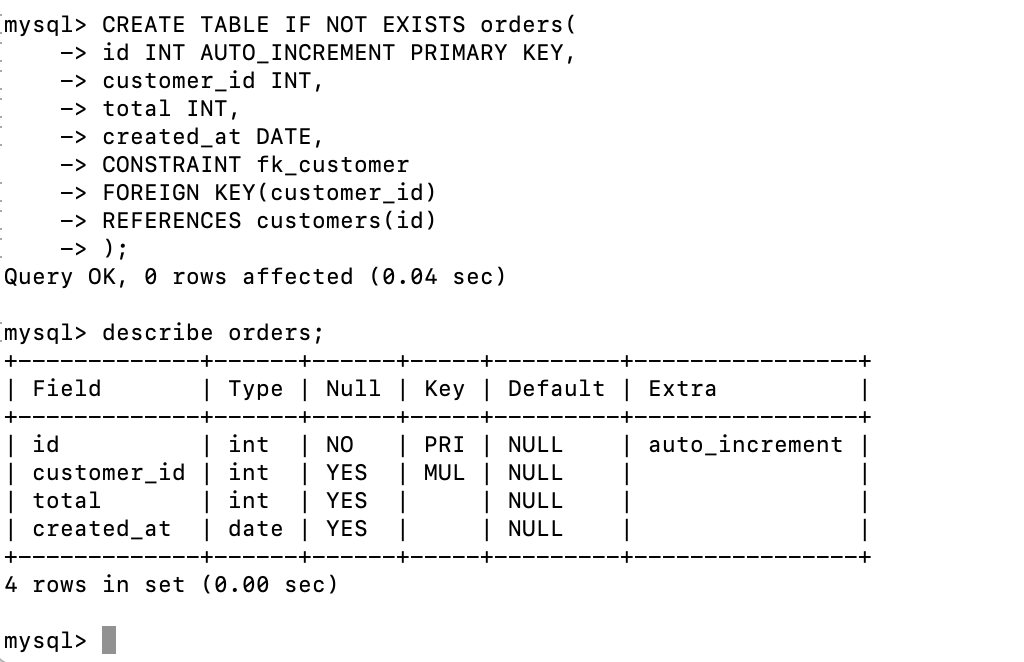 mysql> CREATE TABLE IF NOT EXISTS orders(
    -> id INT AUTO_INCREMENT PRIMARY KEY,
    -> customer_id INT,
    -> total INT,
    -> created_at DATE,
    -> CONSTRAINT fk_customer
    -> FOREIGN KEY(customer_id)
    -> REFERENCES customers(id)
    -> );
Query OK, 0 rows affected (0.04 sec)

mysql> describe orders;
+-------------+------+------+-----+---------+----------------+
| Field       | Type | Null | Key | Default | Extra          |
+-------------+------+------+-----+---------+----------------+
| id          | int  | NO   | PRI | NULL    | auto_increment |
| customer_id | int  | YES  | MUL | NULL    |                |
| total       | int  | YES  |     | NULL    |                |
| created_at  | date | YES  |     | NULL    |                |
+-------------+------+------+-----+---------+----------------+
4 rows in set (0.00 sec)

mysql>